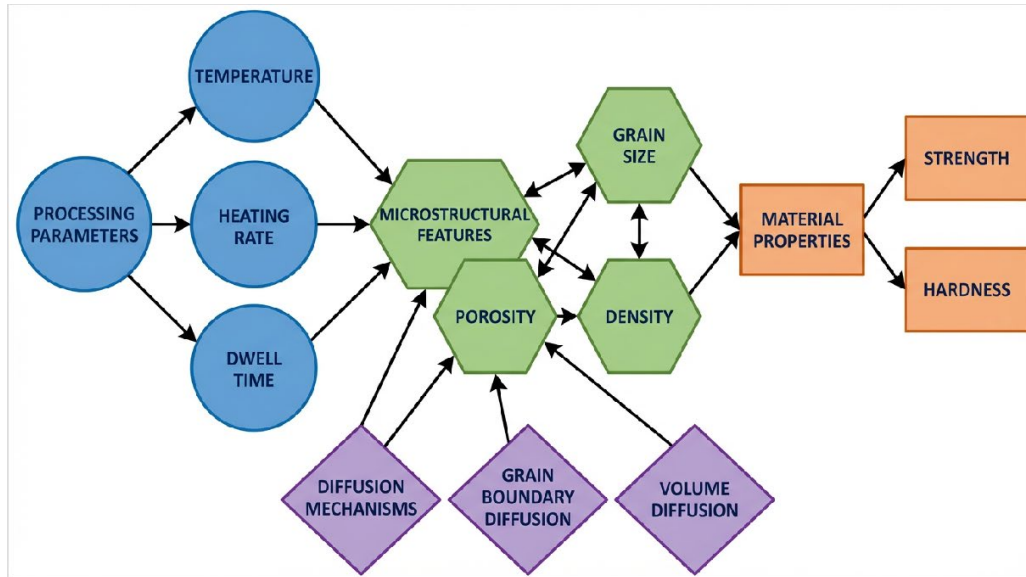 TEMPERATURE
PROCESSING
PARAMETERS
HEATING
RATE
DWELL
TIME
MICROSTRUCTURAL
FEATURES
GRAIN
SIZE
POROSITY
DENSITY
MATERIAL
PROPERTIES
STRENGTH
HARDNESS
DIFFUSION
MECHANISMS
GRAIN
BOUNDARY
DIFFUSION
VOLUME
DIFFUSION